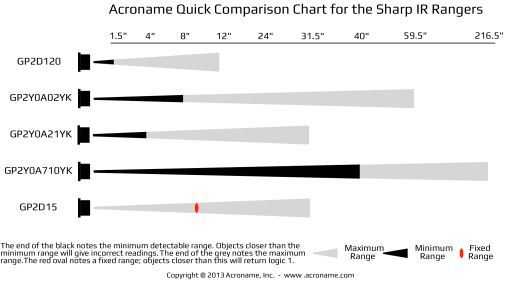 Acroname Quick Comparison Chart for the Sharp IR Rangers
1.5" 4" 8" 12" 24" 31.5" 40" 59.5" 216.5"
GP2D120
GP2Y0A02YK
GP2Y0A21YK
GP2Y0A710YK
GP2D15
The end of the black notes the minimum detectable range. Objects closer than the
minimum range will give incorrect readings. The end of the grey notes the maximum
range.The red oval notes a fixed range; objects closer than this will return logic 1.
Maximum
Range
Minimum
Range
Fixed
Range
Copyright © 2013 Acroname, Inc. - www .acroname.com